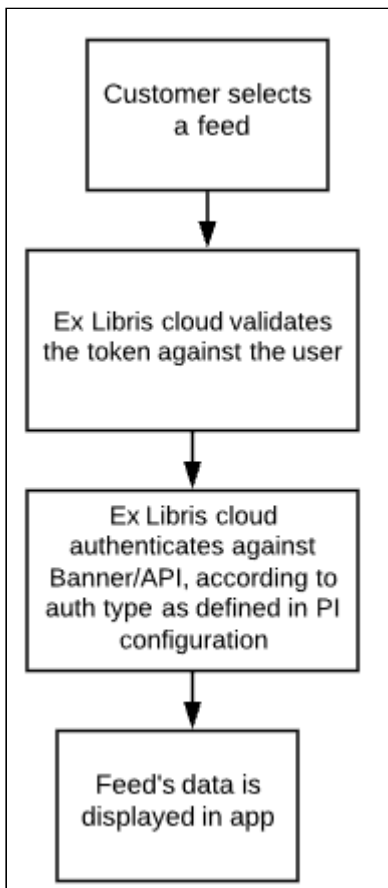 Customer selects
a feed
Ex Libris cloud validates
the token against the user
Ex Libris cloud
authenticates against
Banner/API, according to
auth type as defined in PI
configuration
Feed's data is
displayed in app